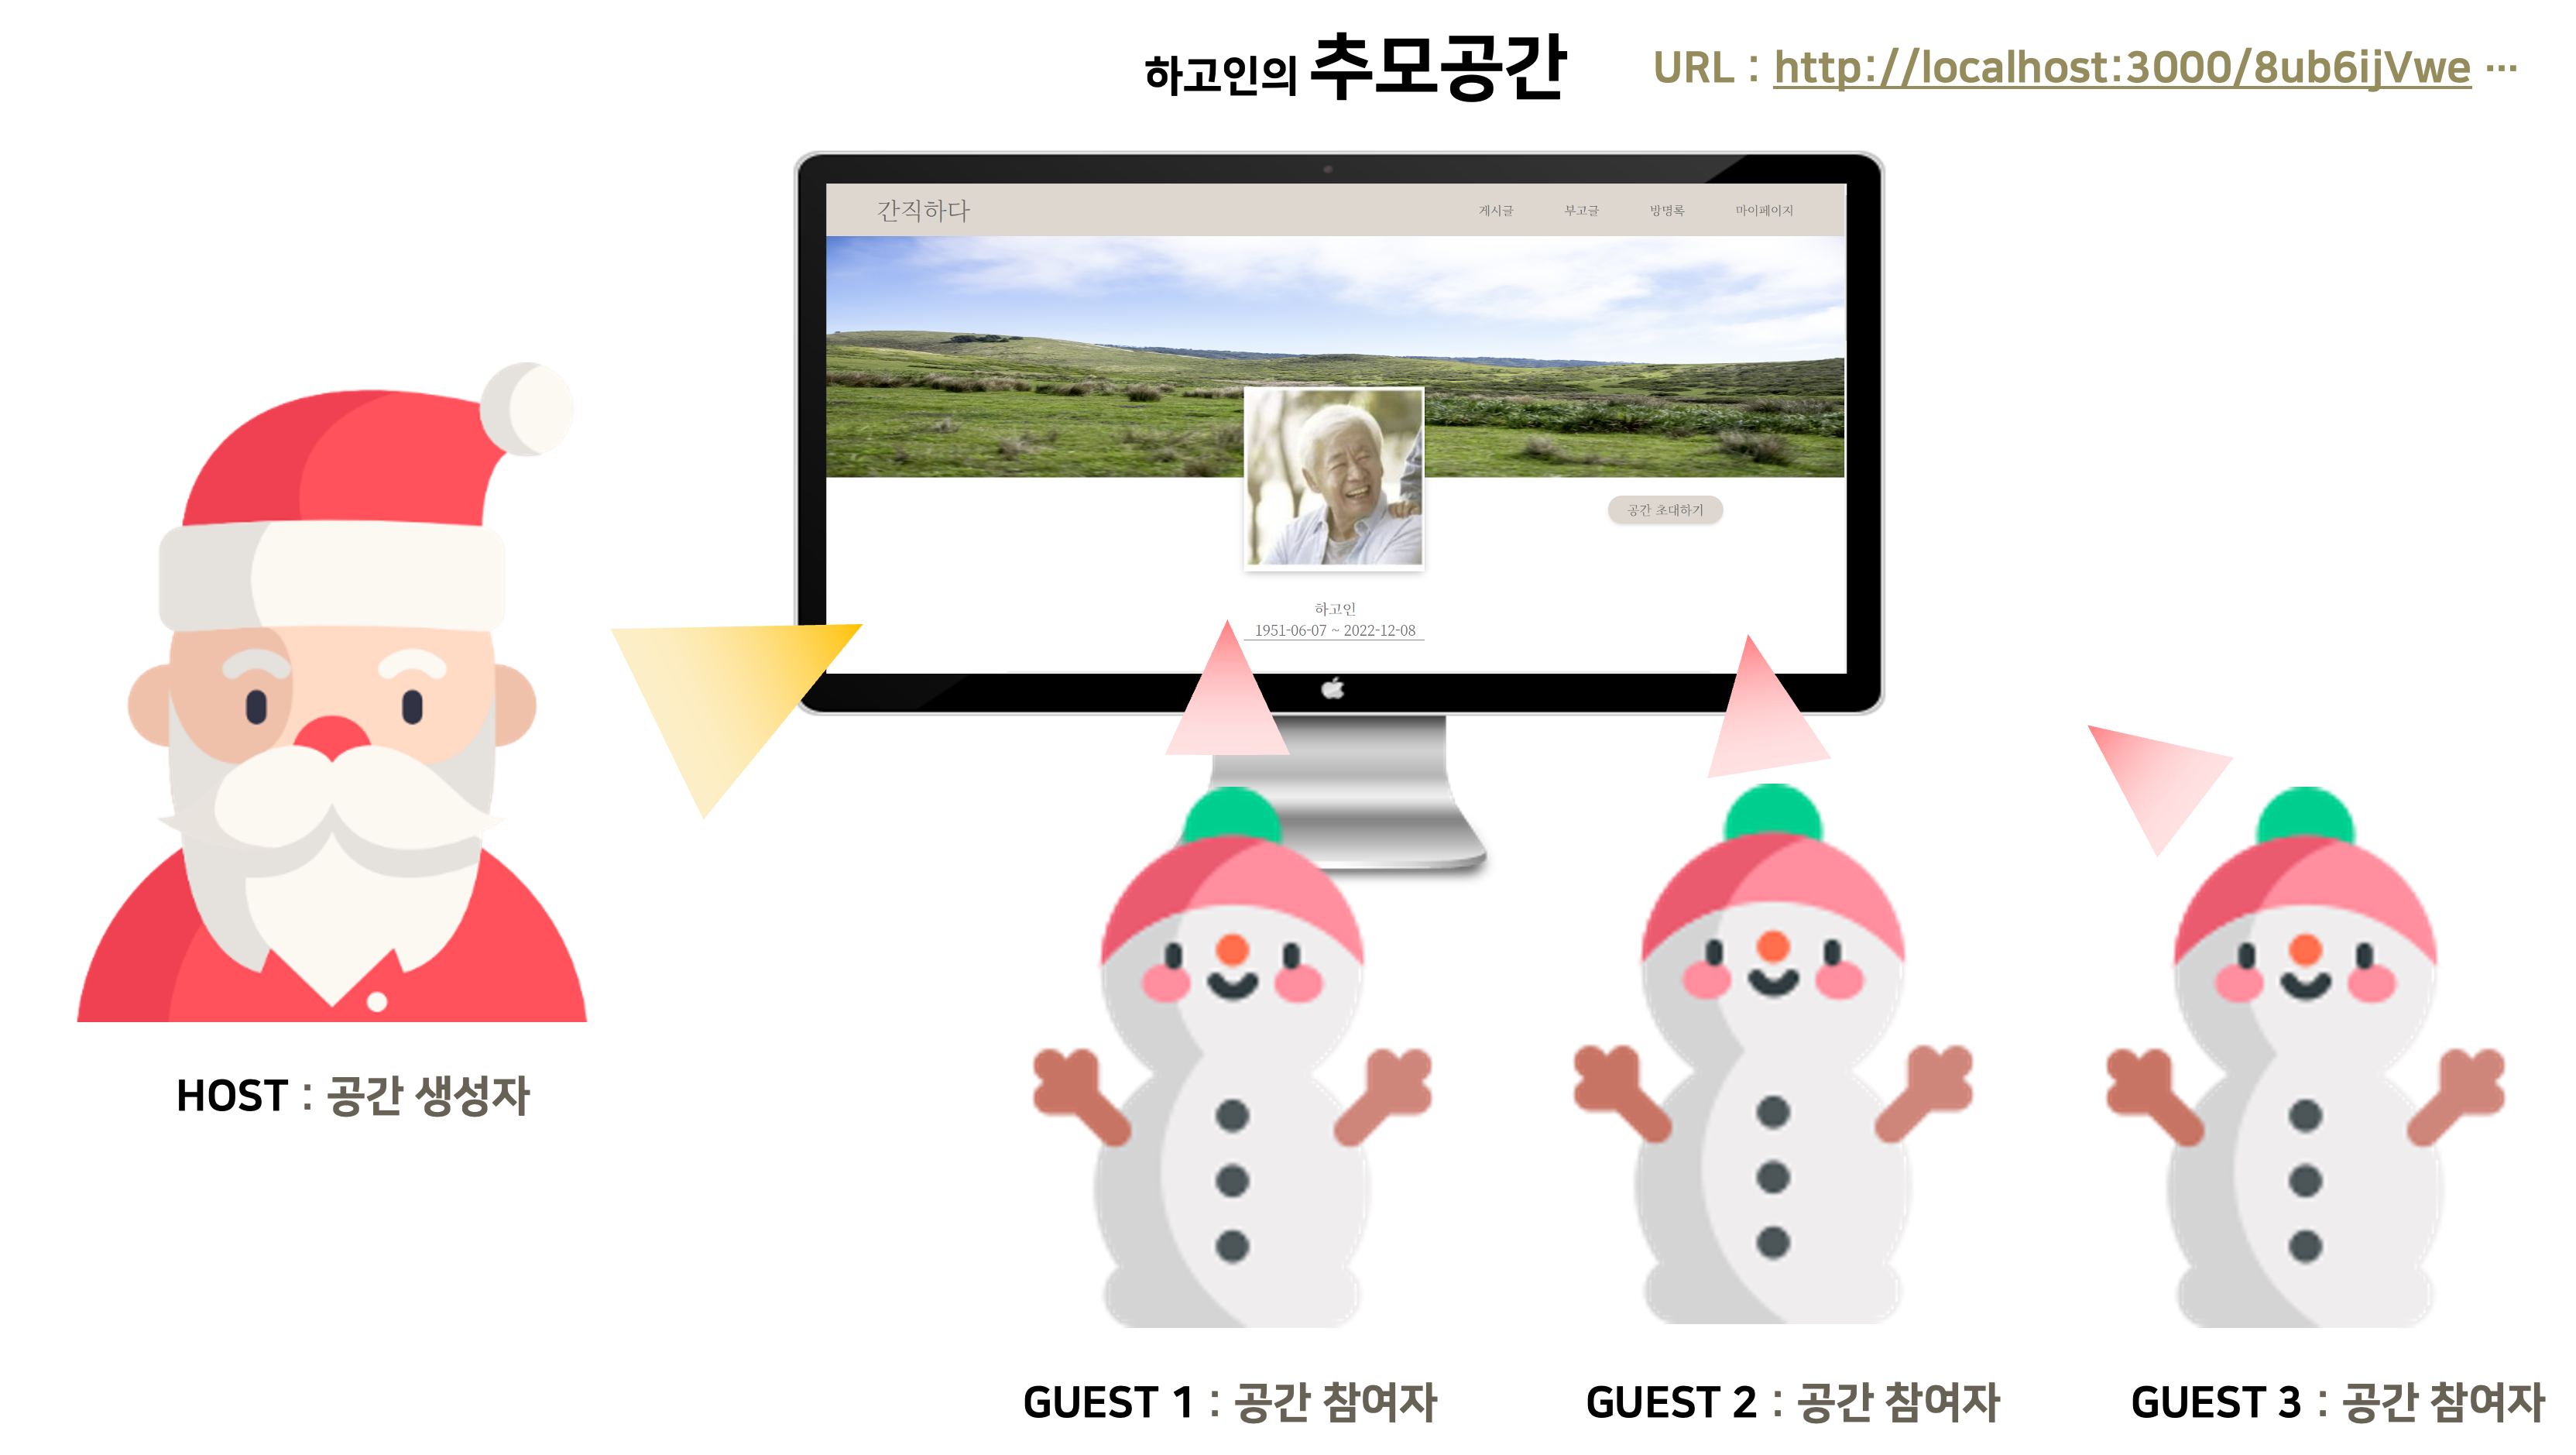 하고인의 추모공간
URL : http://localhost:3000/8ub6ijVwe ···
간직하다
게시글 부고글 방명록 마이페이지
공간 초대하기
하고인
1951-06-07 ~ 2022-12-08
HOST : 공간 생성자
GUEST 1 : 공간 참여자
GUEST 2 : 공간 참여자
GUEST 3 : 공간 참여자